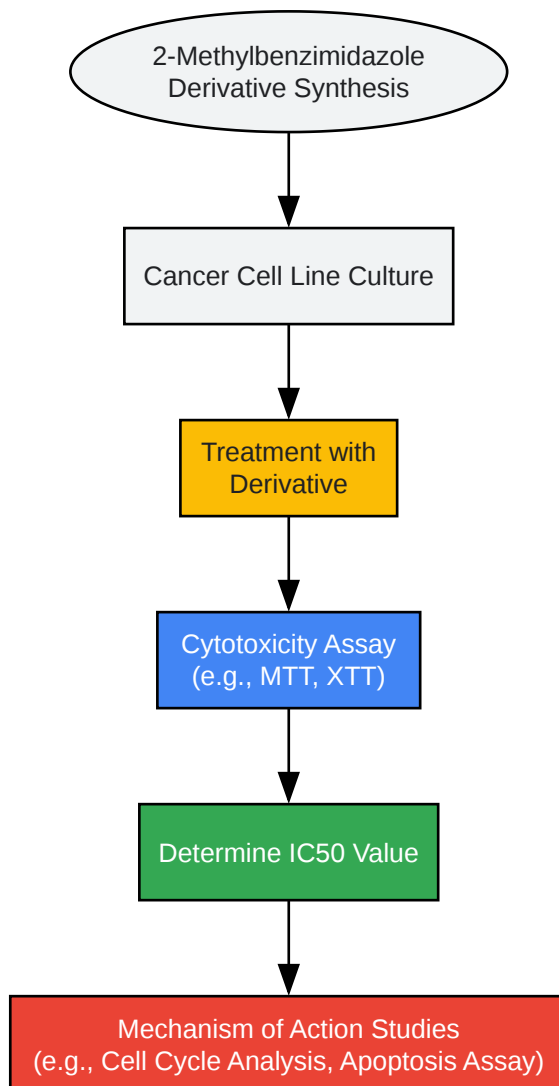 2-Methylbenzimidazole
Derivative Synthesis
Cancer Cell Line Culture
Treatment with
Derivative
Cytotoxicity Assay
(e.g., MTT, XTT)
Determine IC50 Value
Mechanism of Action Studies
(e.g., Cell Cycle Analysis, Apoptosis Assay)